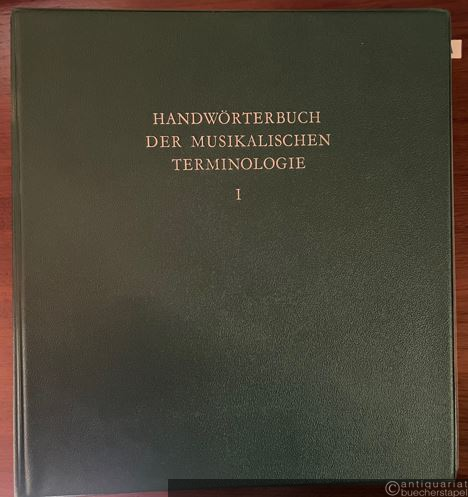 HANDWÖRTERBUCH
DER MUSIKALISCHEN
TERMINOLOGIE
I
©antiquariat
buecherstapel